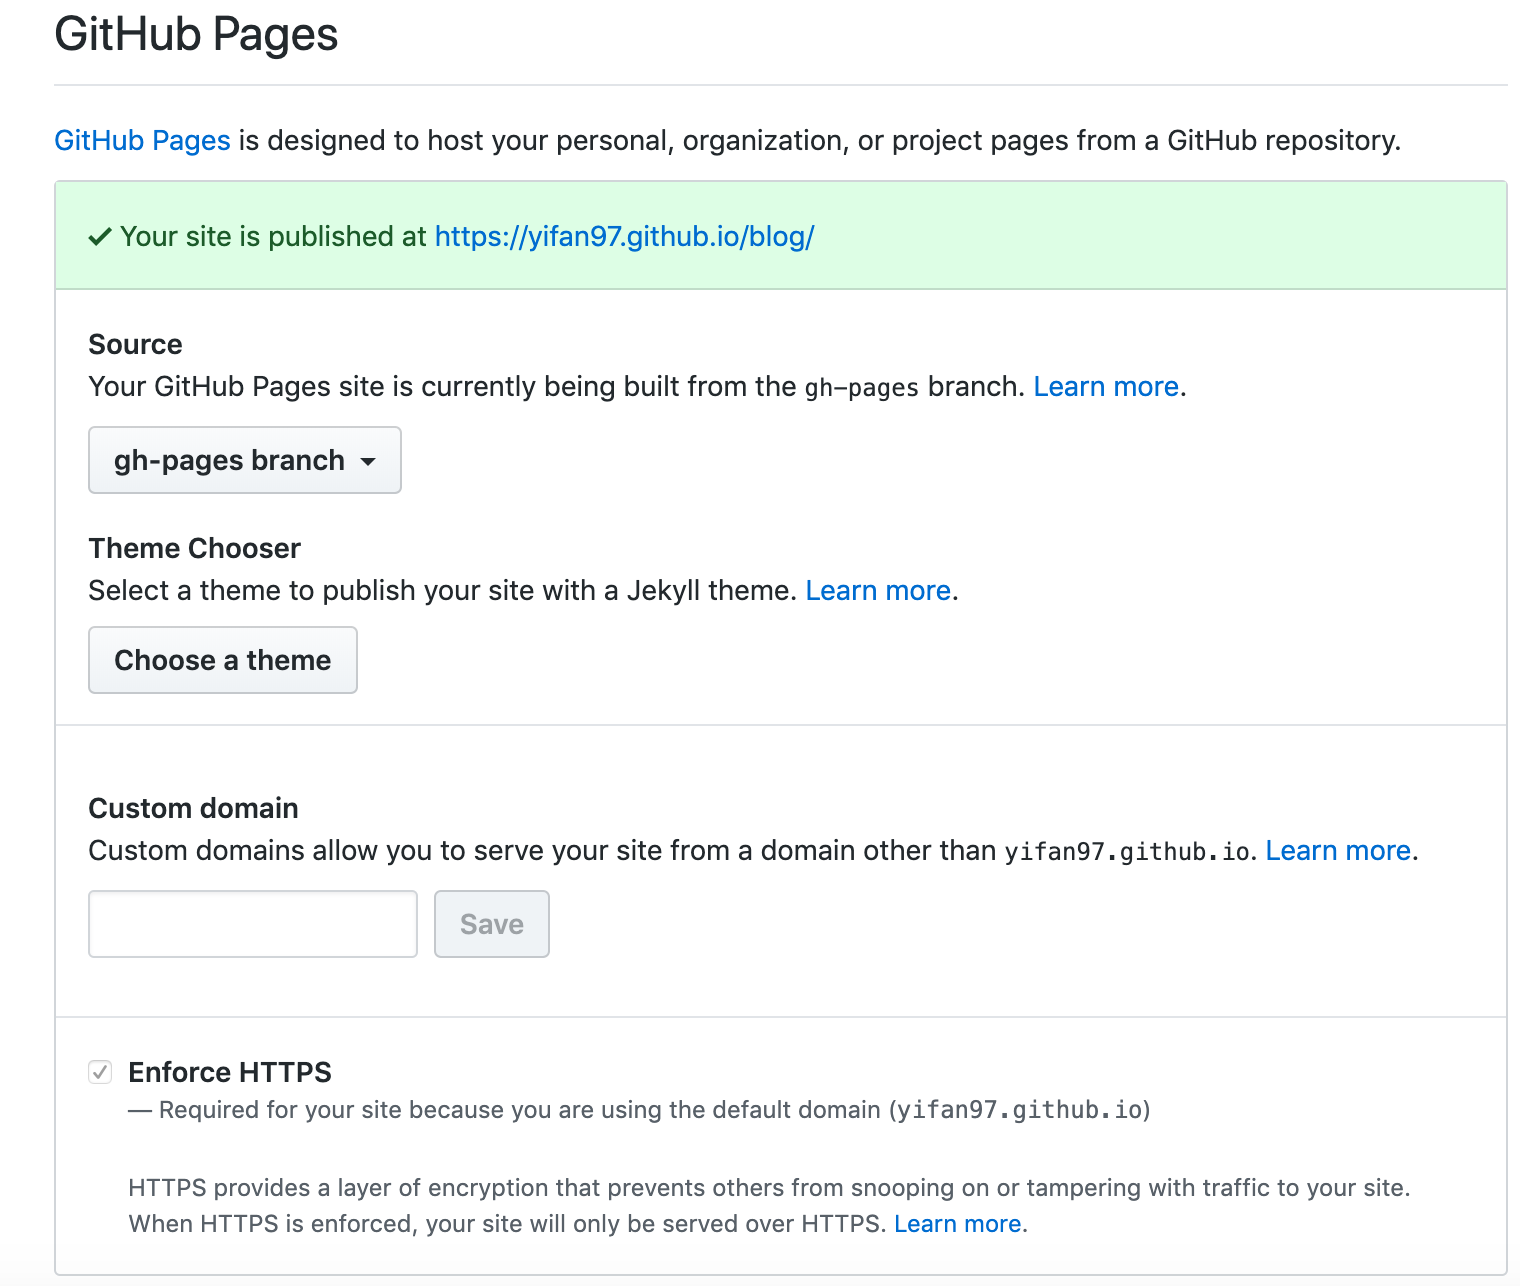 GitHub Pages
GitHub Pages is designed to host your personal, organization, or project pages from a GitHub repository.
Your site is published at https://yifan97.github.io/blog/
Source
Your GitHub Pages site is currently being built from the gh-pages branch. Learn more.
gh-pages branch
Theme Chooser
Select a theme to publish your site with a Jekyll theme. Learn more.
Choose a theme
Custom domain
Custom domains allow you to serve your site from a domain other than yifan97.github.io. Learn more.
Save
Enforce HTTPS
— Required for your site because you are using the default domain (yifan97.github.io)
HTTPS provides a layer of encryption that prevents others from snooping on or tampering with traffic to your site.
When HTTPS is enforced, your site will only be served over HTTPS. Learn more.